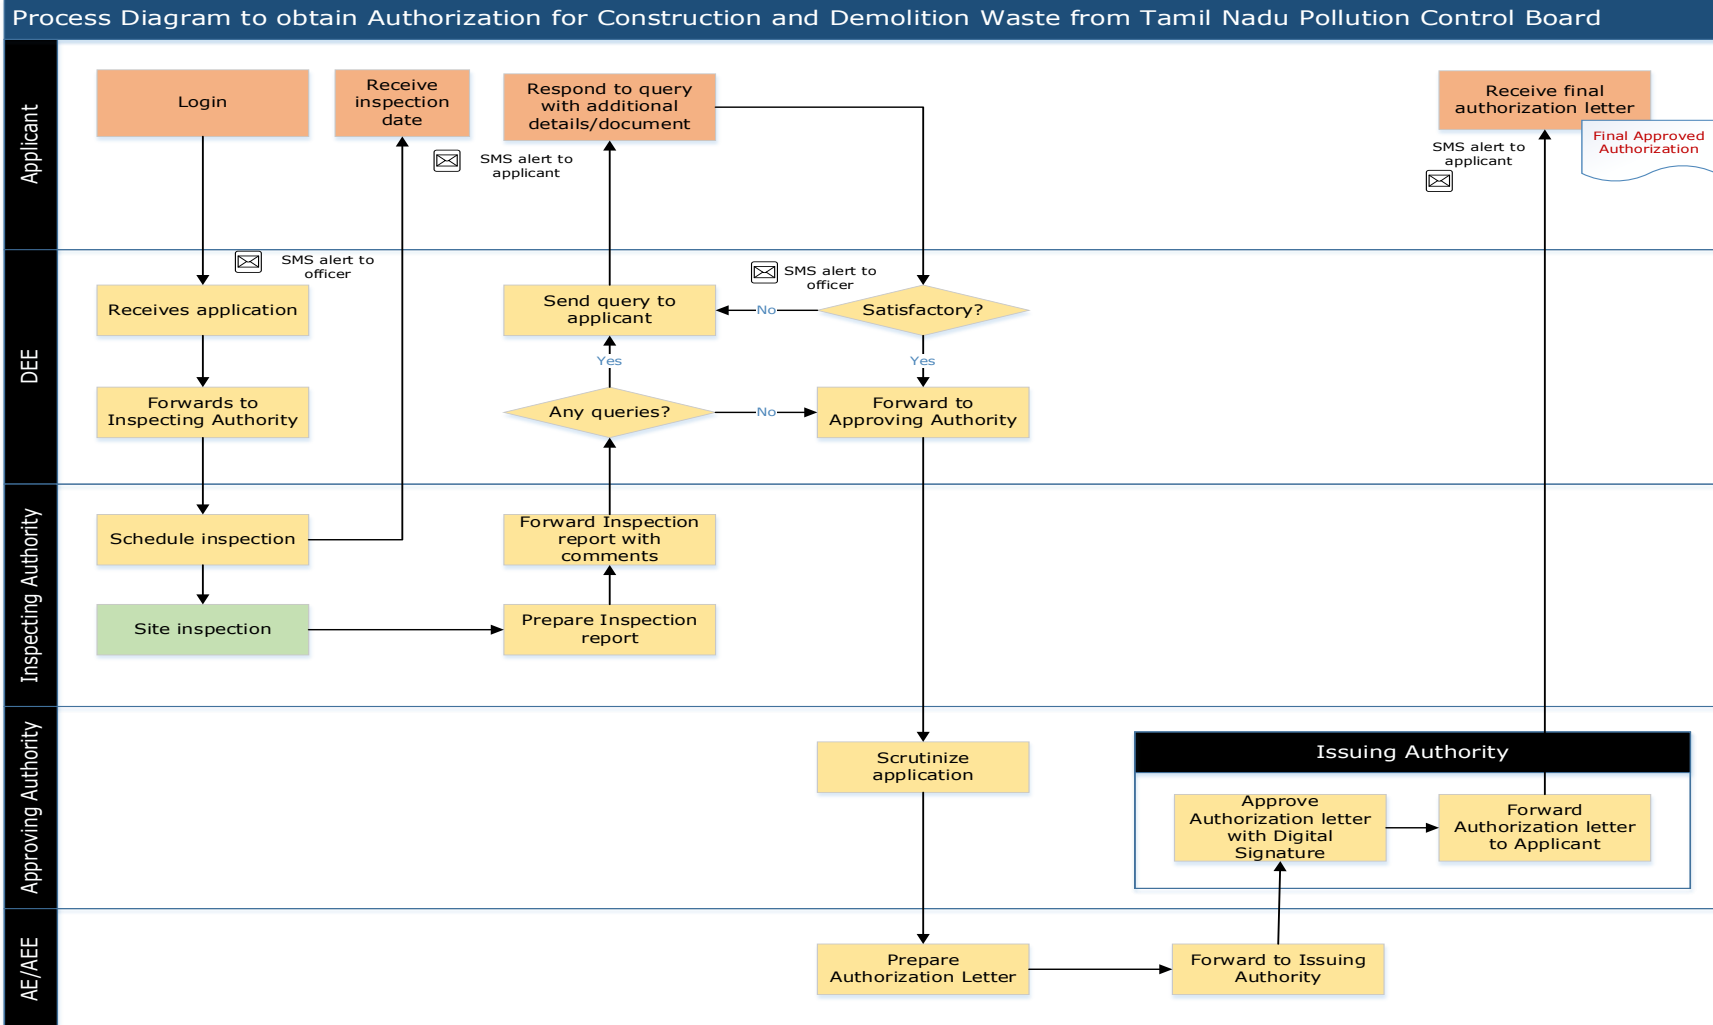 Process Diagram to obtain Authorization for Construction and Demolition Waste from Tamil Nadu Pollution Control Board
Applicant
Login
Receive
inspection
date
Respond to query
with additional
details/document
Receive final
authorization letter
Final Approved
Authorization
SMS alert to
applicant
SMS alert to
applicant
DEE
SMS alert to
officer
SMS alert to
officer
Receives application
Send query to
applicant
No
Satisfactory?
Yes
Yes
Forwards to
Inspecting Authority
Any queries?
No
Forward to
Approving Authority
Inspecting Authority
Schedule inspection
Forward Inspection
report with
comments
Site inspection
Prepare Inspection
report
Approving Authority
Scrutinize
application
Issuing Authority
Approve
Authorization letter
with Digital
Signature
Forward
Authorization letter
to Applicant
AE/AEE
Prepare
Authorization Letter
Forward to Issuing
Authority